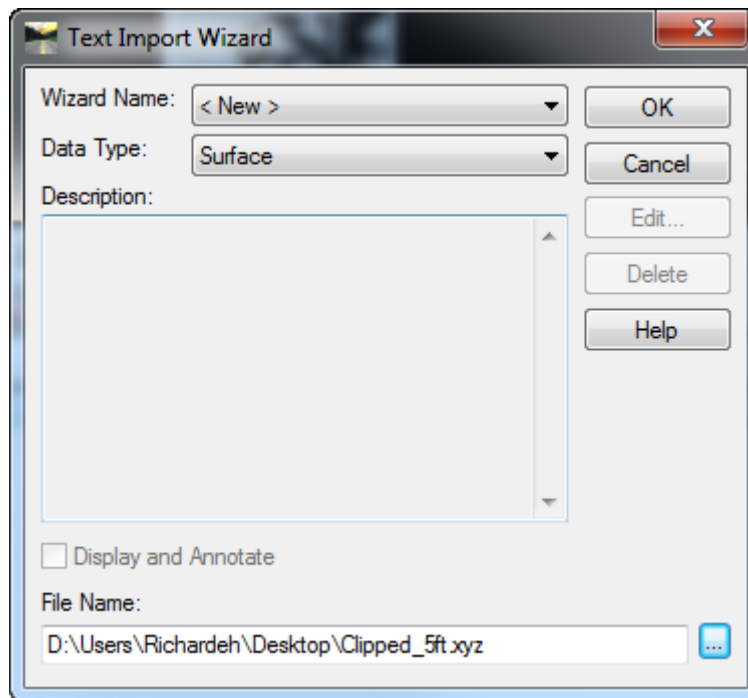 Text Import Wizard
Wizard Name: < New > OK
Data Type: Surface Cancel
Description: Edit...
Delete
Help
Display and Annotate
File Name:
D:\Users\Richardeh\Desktop\Clipped_5ft.xyz ...